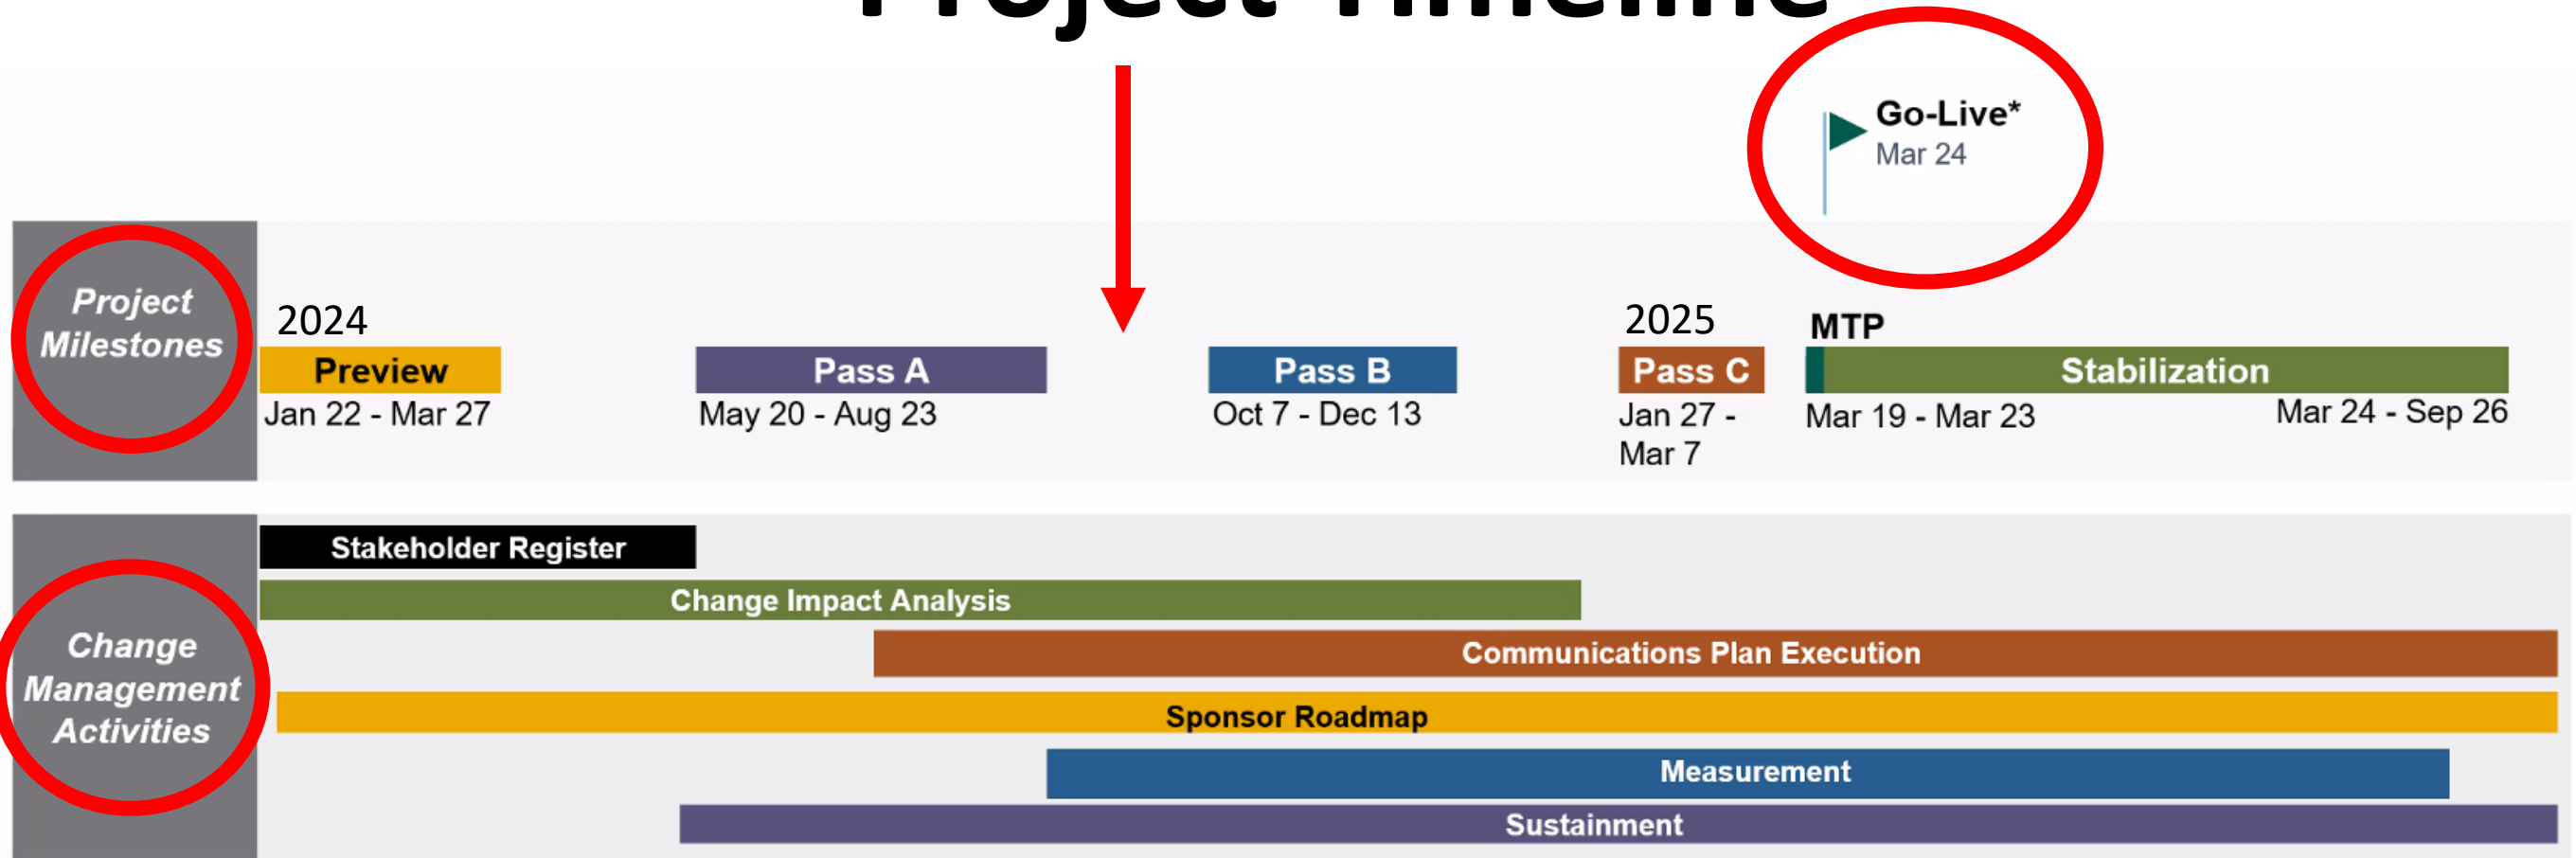 Project Timeline
Go-Live*
Mar 24
Project
Milestones
2024
2025
MTP
Preview
Pass A
Pass B
Pass C
Stabilization
Jan 22 - Mar 27
May 20 - Aug 23
Oct 7 - Dec 13
Jan 27 -
Mar 7
Mar 19 - Mar 23
Mar 24 - Sep 26
Change
Management
Activities
Stakeholder Register
Change Impact Analysis
Communications Plan Execution
Sponsor Roadmap
Measurement
Sustainment